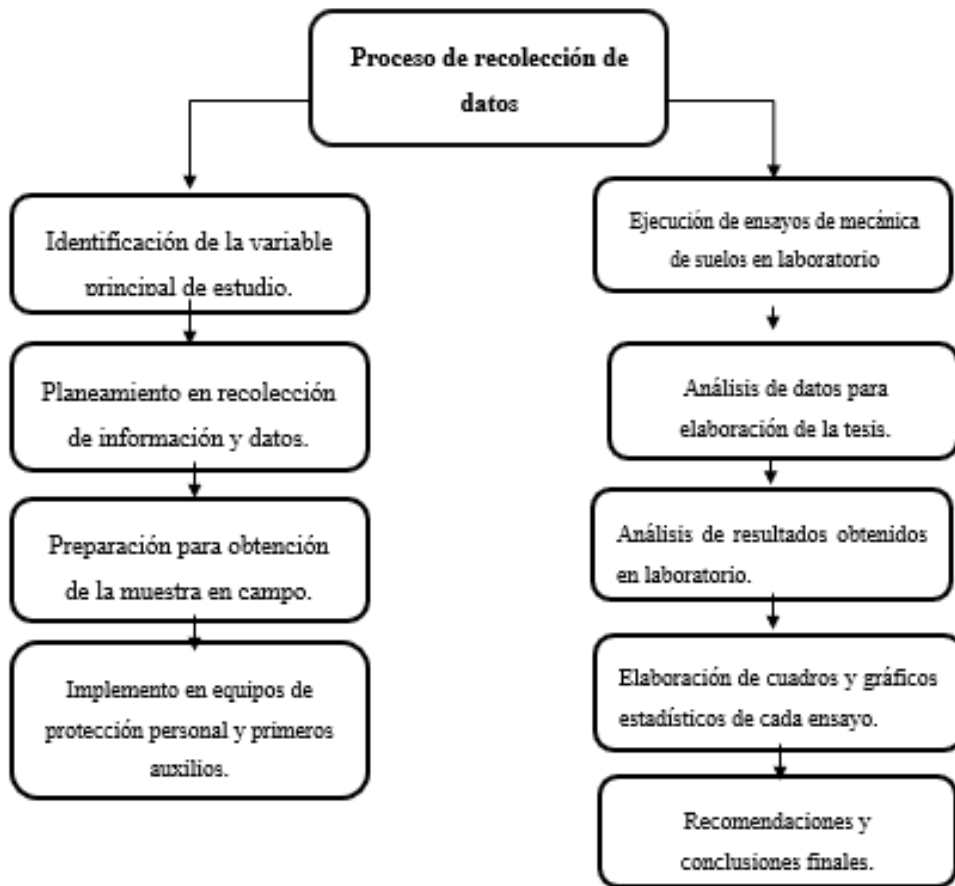 Proceso de recolección de
datos
Identificación de la variable
principal de estudio.
Planeamiento en recolección
de información y datos.
Preparación para obtención
de la muestra en campo.
Implemento en equipos de
protección personal y primeros
auxilios.
Ejecución de ensayos de mecánica
de suelos en laboratorio
Análisis de datos para
elaboración de la tesis.
Análisis de resultados obtenidos
en laboratorio.
Elaboración de cuadros y gráficos
estadísticos de cada ensayo.
Recomendaciones y
conclusiones finales.